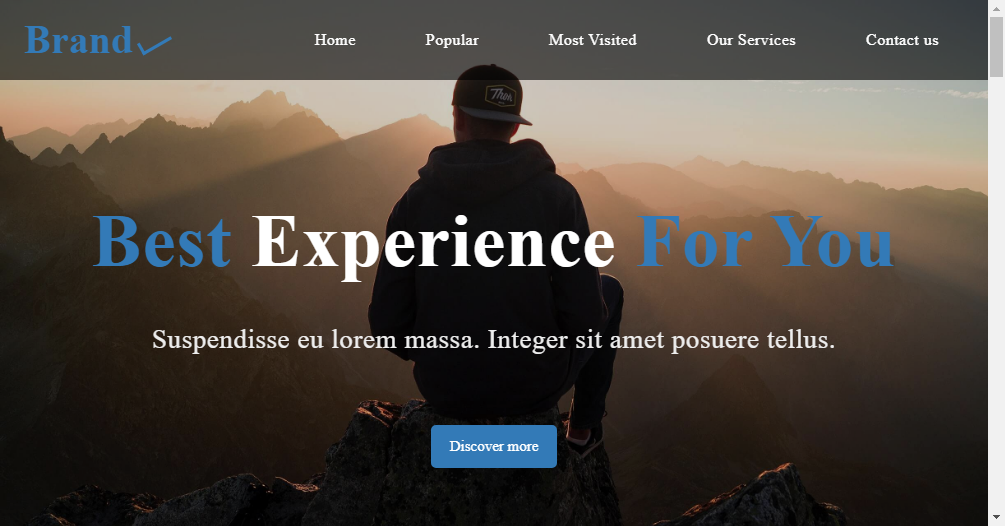 Brand
Home Popular Most Visited Our Services Contact us
Thok
Best Experience For You
Suspendisse eu lorem massa. Integer sit amet posuere tellus.
Discover more